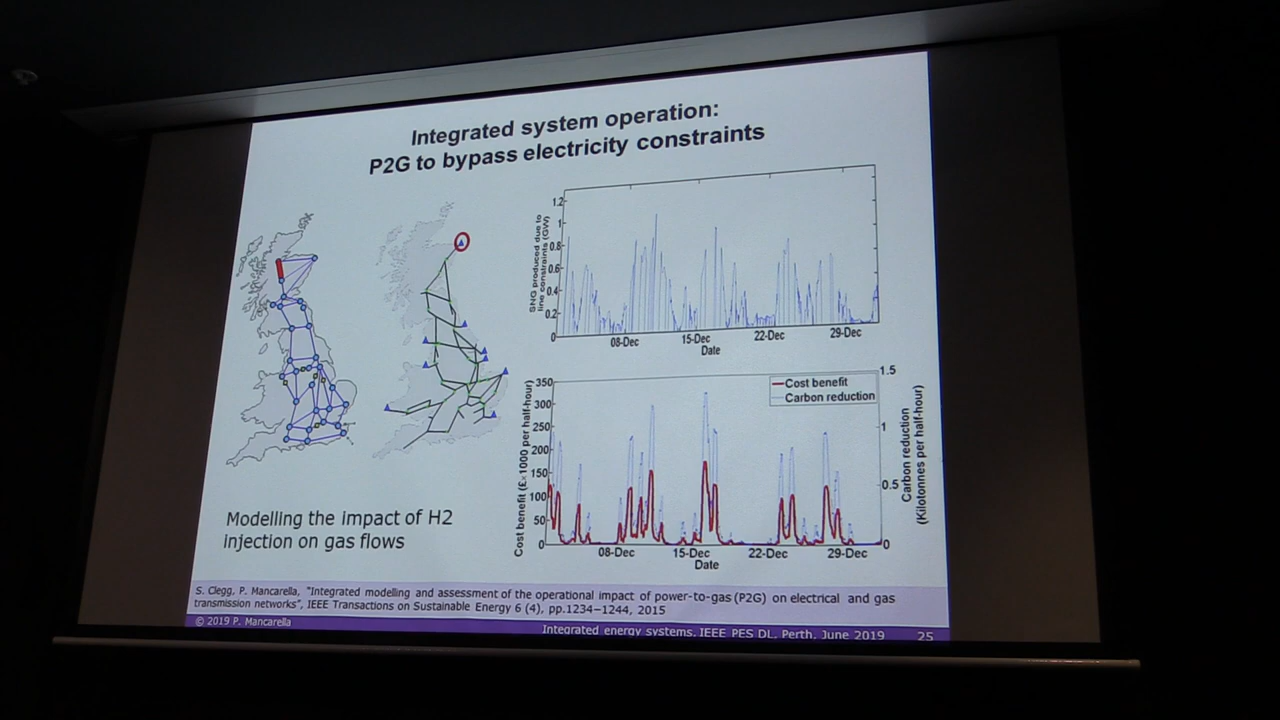 Integrated system operation:
P2G to bypass electricity constraints
SNG produced due to
line constraints (GW)
1.2
1
0.8
0.6
0.4
0.2
0
08-Dec
15-Dec
22-Dec
29-Dec
Date
Cost benefit (£×1000 per half-hour)
350
300
250
200
150
100
50
0
Cost benefit
Carbon reduction
1.5
1
0.5
0
Carbon reduction
(Kilotonnes per half-hour)
08-Dec
15-Dec
22-Dec
29-Dec
Date
Modelling the impact of H2
injection on gas flows
S. Clegg, P. Mancarella, "Integrated modelling and assessment of the operational impact of power-to-gas (P2G) on electrical and gas
transmission networks", IEEE Transactions on Sustainable Energy 6 (4), pp.1234–1244, 2015
© 2019 P. Mancarella
Integrated energy systems, IEEE PES DL, Perth, June 2019
25